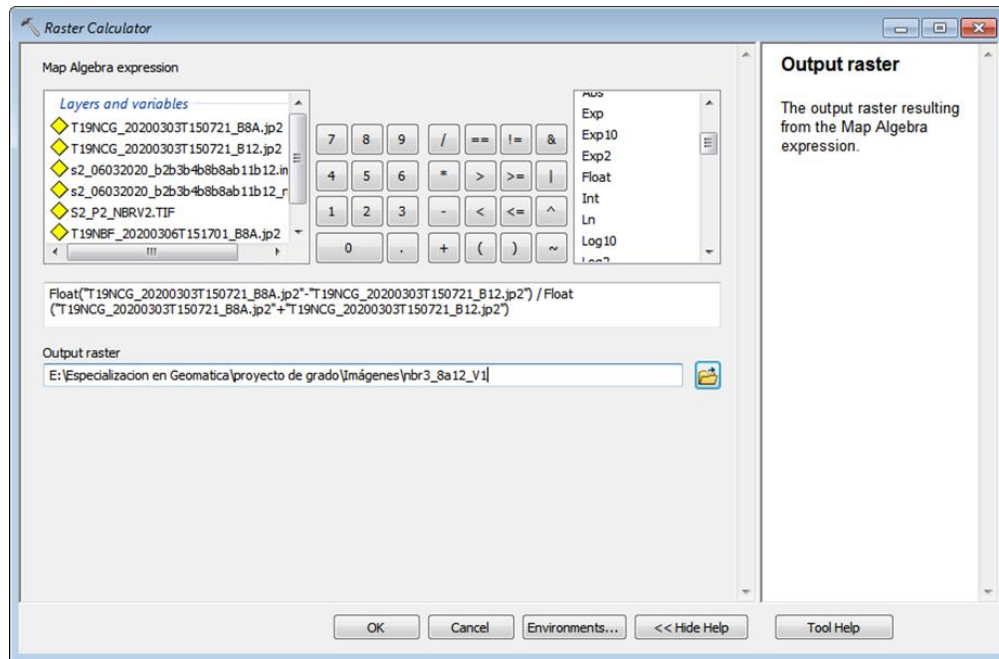 Raster Calculator
Map Algebra expression
Layers and variables
T19NCG_20200303T150721_B8A.jp2
T19NCG_20200303T150721_B12.jp2
s2_06032020_b2b3b4b8b8ab11b12.in
s2_06032020_b2b3b4b8b8ab11b12_r
S2_P2_NBRV2.TIF
T19NBF_20200306T151701_B8A.jp2
7 8 9 / == != &
4 5 6 * > >= |
1 2 3 - < <= ^
0 . + ( ) ~
Abs
Exp
Exp10
Exp2
Float
Int
Ln
Log10
Log2
Float("T19NCG_20200303T150721_B8A.jp2"-"T19NCG_20200303T150721_B12.jp2") / Float
("T19NCG_20200303T150721_B8A.jp2"+"T19NCG_20200303T150721_B12.jp2")
Output raster
E:\Especializacion en Geomatica\proyecto de grado\Imágenes\nbr3_8a12_V1
OK
Cancel
Environments...
<< Hide Help
Tool Help
Output raster
The output raster resulting
from the Map Algebra
expression.